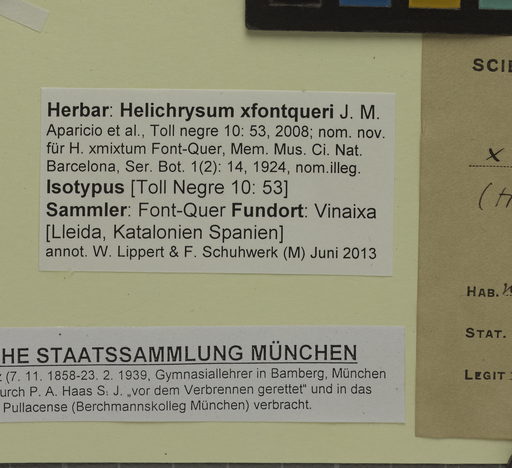 Herbar: Helichrysum xfontqueri J. M.
Aparicio et al., Toll negre 10: 53, 2008; nom. nov.
für H. xmixtum Font-Quer, Mem. Mus. Ci. Nat.
Barcelona, Ser. Bot. 1(2): 14, 1924, nom.illeg.
Isotypus [Toll Negre 10: 53]
Sammler: Font-Quer Fundort: Vinaixa
[Lleida, Katalonien Spanien]
annot. W. Lippert & F. Schuhwerk (M) Juni 2013
HE STAATSSAMMLUNG MÜNCHEN
(7. 11. 1858-23. 2. 1939, Gymnasiallehrer in Bamberg, München
urch P. A. Haas S. J. „vor dem Verbrennen gerettet" und in das
Pullacense (Berchmannskolleg München) verbracht.
SCIE
x
(H
HAB.
STAT.
LEGIT